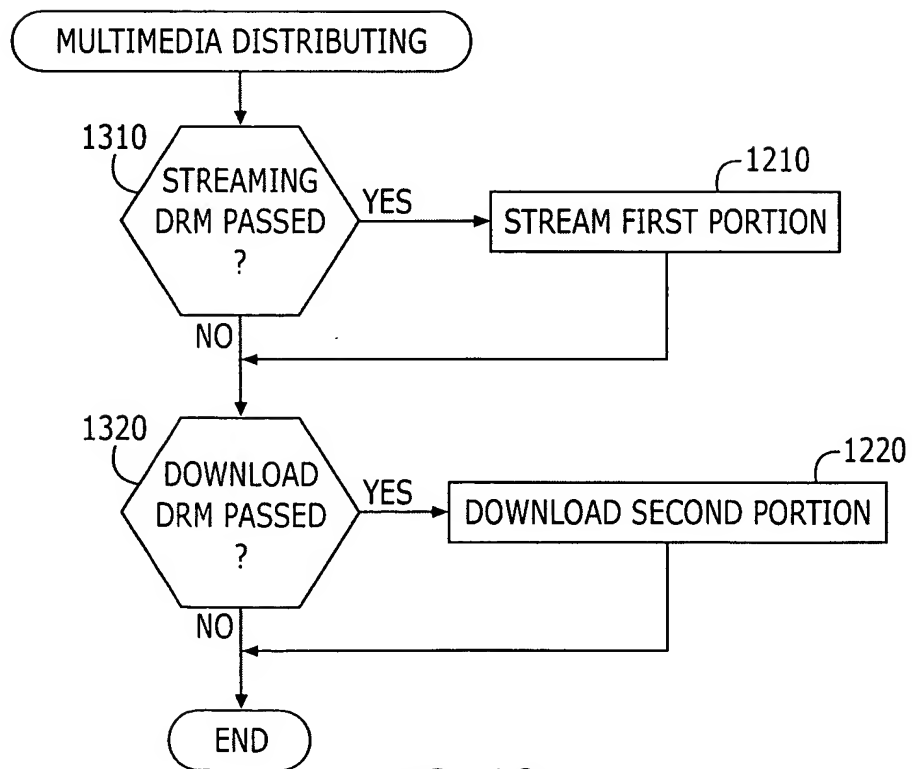 MULTIMEDIA DISTRIBUTING
1310
STREAMING
DRM PASSED
?
YES
1210
STREAM FIRST PORTION
NO
1320
DOWNLOAD
DRM PASSED
?
YES
1220
DOWNLOAD SECOND PORTION
NO
END